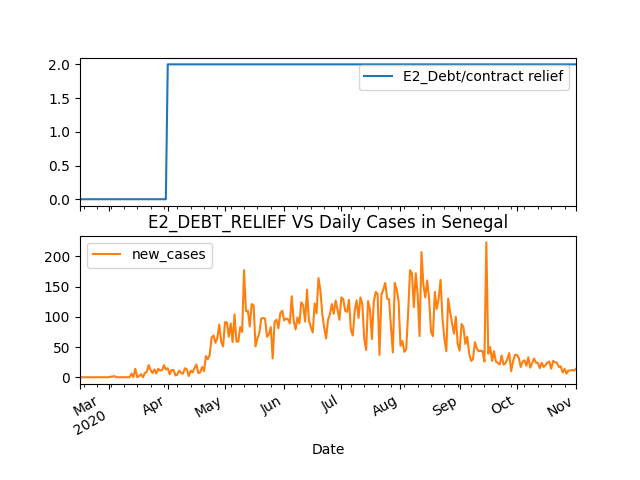 2.0
1.5
1.0
0.5
0.0
E2_Debt/contract relief
E2_DEBT_RELIEF VS Daily Cases in Senegal
200
150
100
50
0
new_cases
Mar
2020
Apr
May
Jun
Jul
Aug
Sep
Oct
Nov
Date